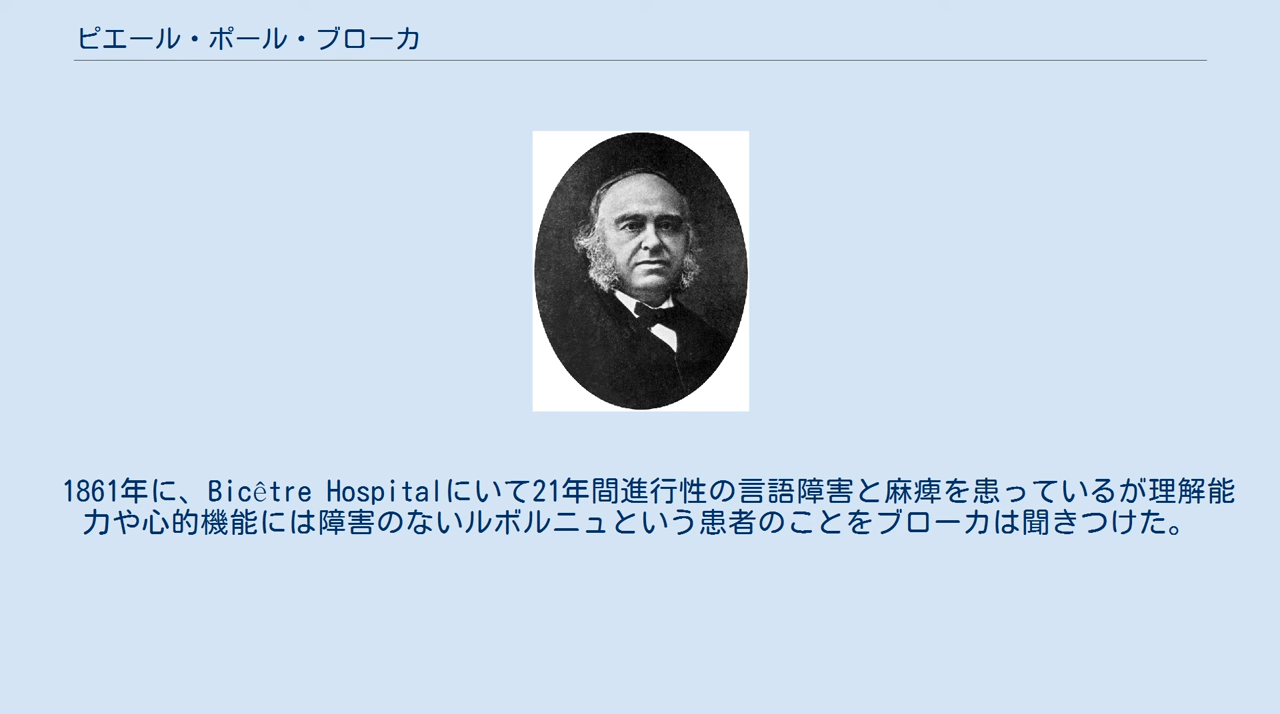 ピエール・ポール・ブローカ
1861年に、Bicêtre Hospitalにいて21年間進行性の言語障害と麻痺を患っているが理解能
力や心的機能には障害のないルボルニュという患者のことをブローカは聞きつけた。